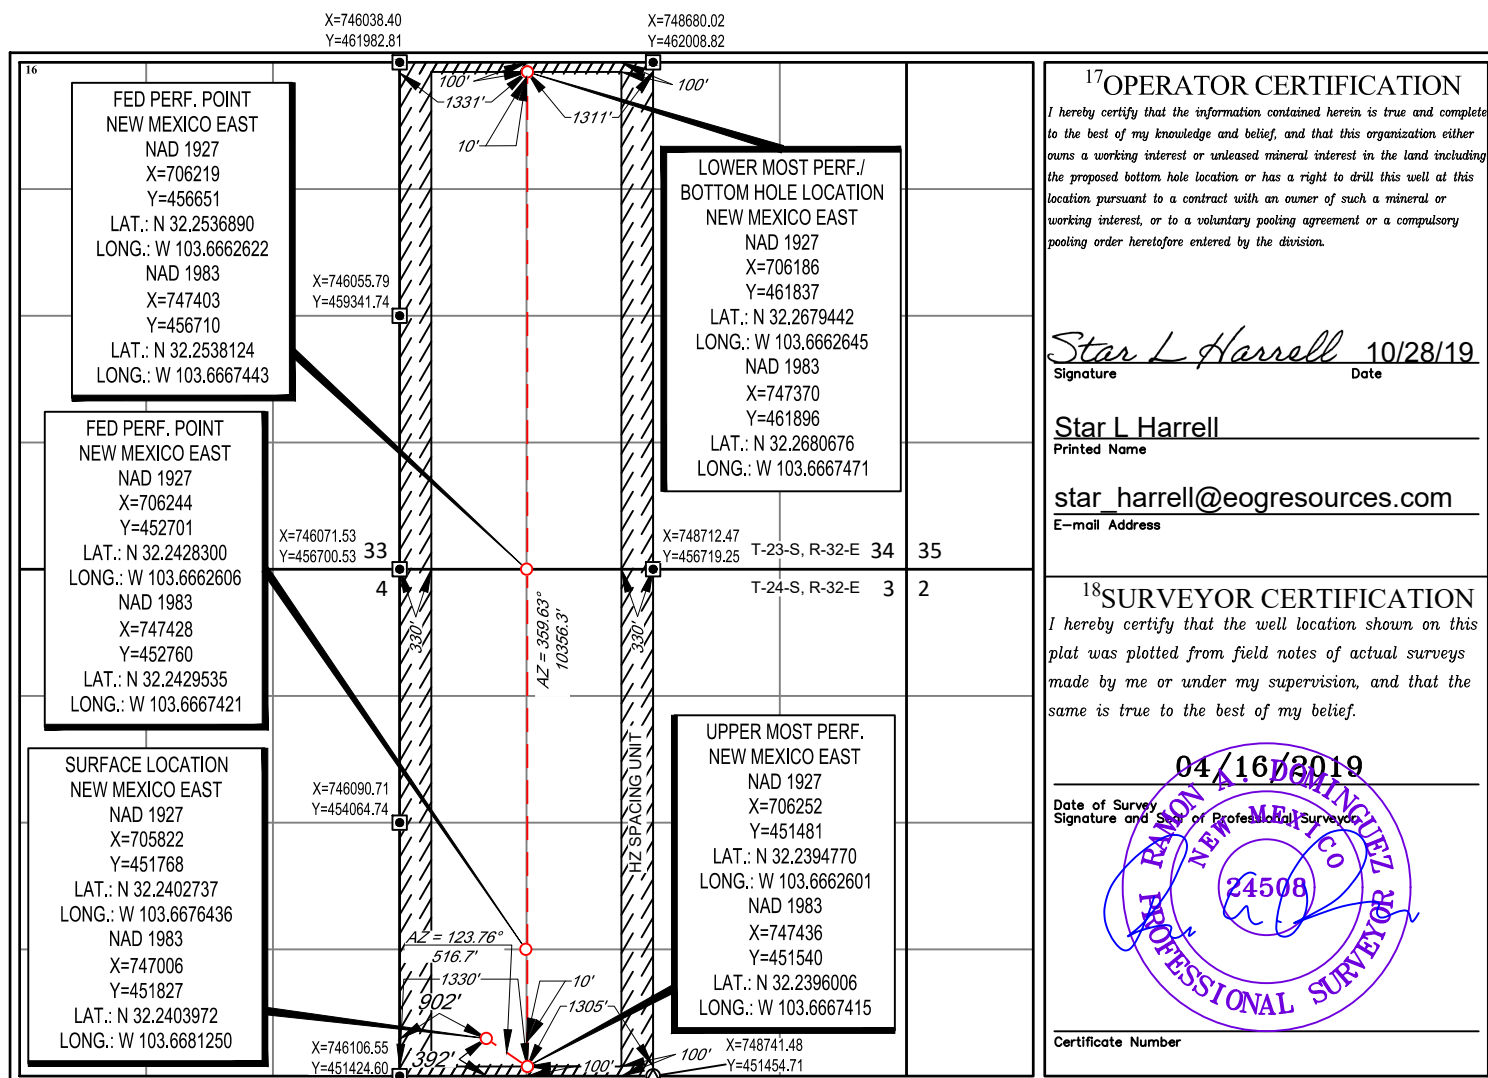 X=746038.40
Y=461982.81
X=748680.02
Y=462008.82
16
FED PERF. POINT
NEW MEXICO EAST
NAD 1927
X=706219
Y=456651
LAT.: N 32.2536890
LONG.: W 103.6662622
NAD 1983
X=747403
Y=456710
LAT.: N 32.2538124
LONG.: W 103.6667443
100'
1331'
10'
1311'
100'
LOWER MOST PERF./
BOTTOM HOLE LOCATION
NEW MEXICO EAST
NAD 1927
X=706186
Y=461837
LAT.: N 32.2679442
LONG.: W 103.6662645
NAD 1983
X=747370
Y=461896
LAT.: N 32.2680676
LONG.: W 103.6667471
X=746055.79
Y=459341.74
FED PERF. POINT
NEW MEXICO EAST
NAD 1927
X=706244
Y=452701
LAT.: N 32.2428300
LONG.: W 103.6662606
NAD 1983
X=747428
Y=452760
LAT.: N 32.2429535
LONG.: W 103.6667421
X=746071.53
Y=456700.53
33
4
X=748712.47
Y=456719.25
T-23-S, R-32-E 34 35
T-24-S, R-32-E 3 2
330'
AZ = 359.63°
10356.3'
330'
HZ SPACING UNIT
SURFACE LOCATION
NEW MEXICO EAST
NAD 1927
X=705822
Y=451768
LAT.: N 32.2402737
LONG.: W 103.6676436
NAD 1983
X=747006
Y=451827
LAT.: N 32.2403972
LONG.: W 103.6681250
X=746090.71
Y=454064.74
UPPER MOST PERF.
NEW MEXICO EAST
NAD 1927
X=706252
Y=451481
LAT.: N 32.2394770
LONG.: W 103.6662601
NAD 1983
X=747436
Y=451540
LAT.: N 32.2396006
LONG.: W 103.6667415
AZ = 123.76°
516.7'
1330'
10'
902'
1305'
392'
100'
100'
X=746106.55
Y=451424.60
X=748741.48
Y=451454.71
17OPERATOR CERTIFICATION
I hereby certify that the information contained herein is true and complete
to the best of my knowledge and belief, and that this organization either
owns a working interest or unleased mineral interest in the land including
the proposed bottom hole location or has a right to drill this well at this
location pursuant to a contract with an owner of such a mineral or
working interest, or to a voluntary pooling agreement or a compulsory
pooling order heretofore entered by the division.
Star L Harrell 10/28/19
Signature Date
Star L Harrell
Printed Name
star_harrell@eogresources.com
E-mail Address
18SURVEYOR CERTIFICATION
I hereby certify that the well location shown on this
plat was plotted from field notes of actual surveys
made by me or under my supervision, and that the
same is true to the best of my belief.
04/16/2019
Date of Survey
Signature and Seal of Professional Surveyor
RAMON A. DOMINGUEZ
NEW MEXICO
24508
PROFESSIONAL SURVEYOR
Certificate Number